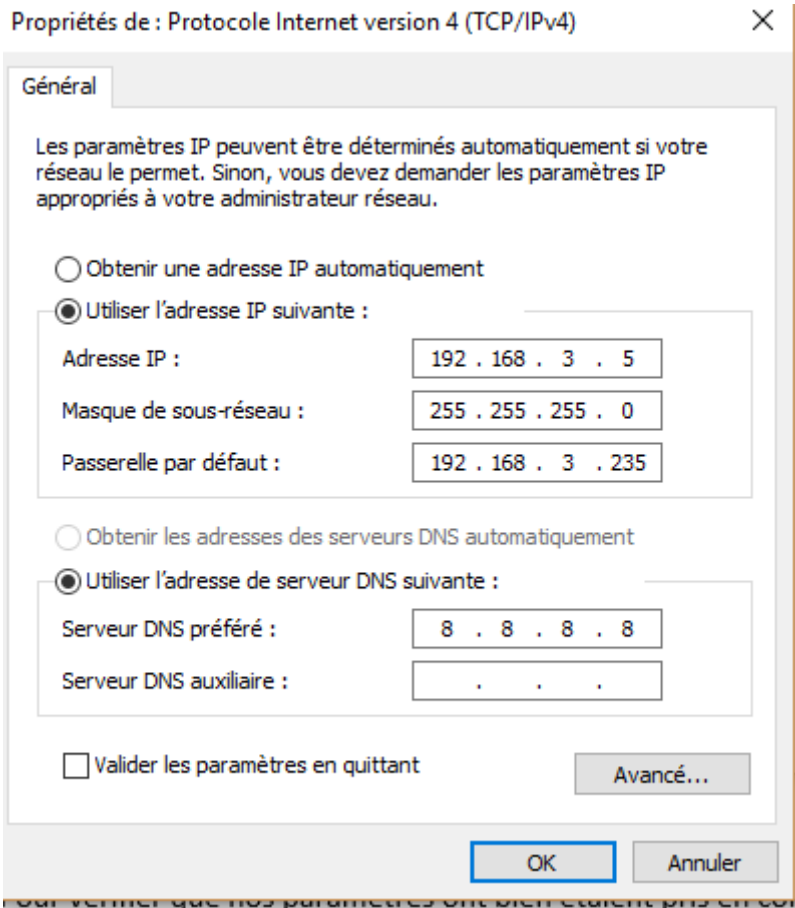 Propriétés de : Protocole Internet version 4 (TCP/IPv4)
Général
Les paramètres IP peuvent être déterminés automatiquement si votre
réseau le permet. Sinon, vous devez demander les paramètres IP
appropriés à votre administrateur réseau.
Obtenir une adresse IP automatiquement
Utiliser l'adresse IP suivante :
Adresse IP : 192 . 168 . 3 . 5
Masque de sous-réseau : 255 . 255 . 255 . 0
Passerelle par défaut : 192 . 168 . 3 . 235
Obtenir les adresses des serveurs DNS automatiquement
Utiliser l'adresse de serveur DNS suivante :
Serveur DNS préféré : 8 . 8 . 8 . 8
Serveur DNS auxiliaire : . . .
Valider les paramètres en quittant
Avancé...
OK Annuler